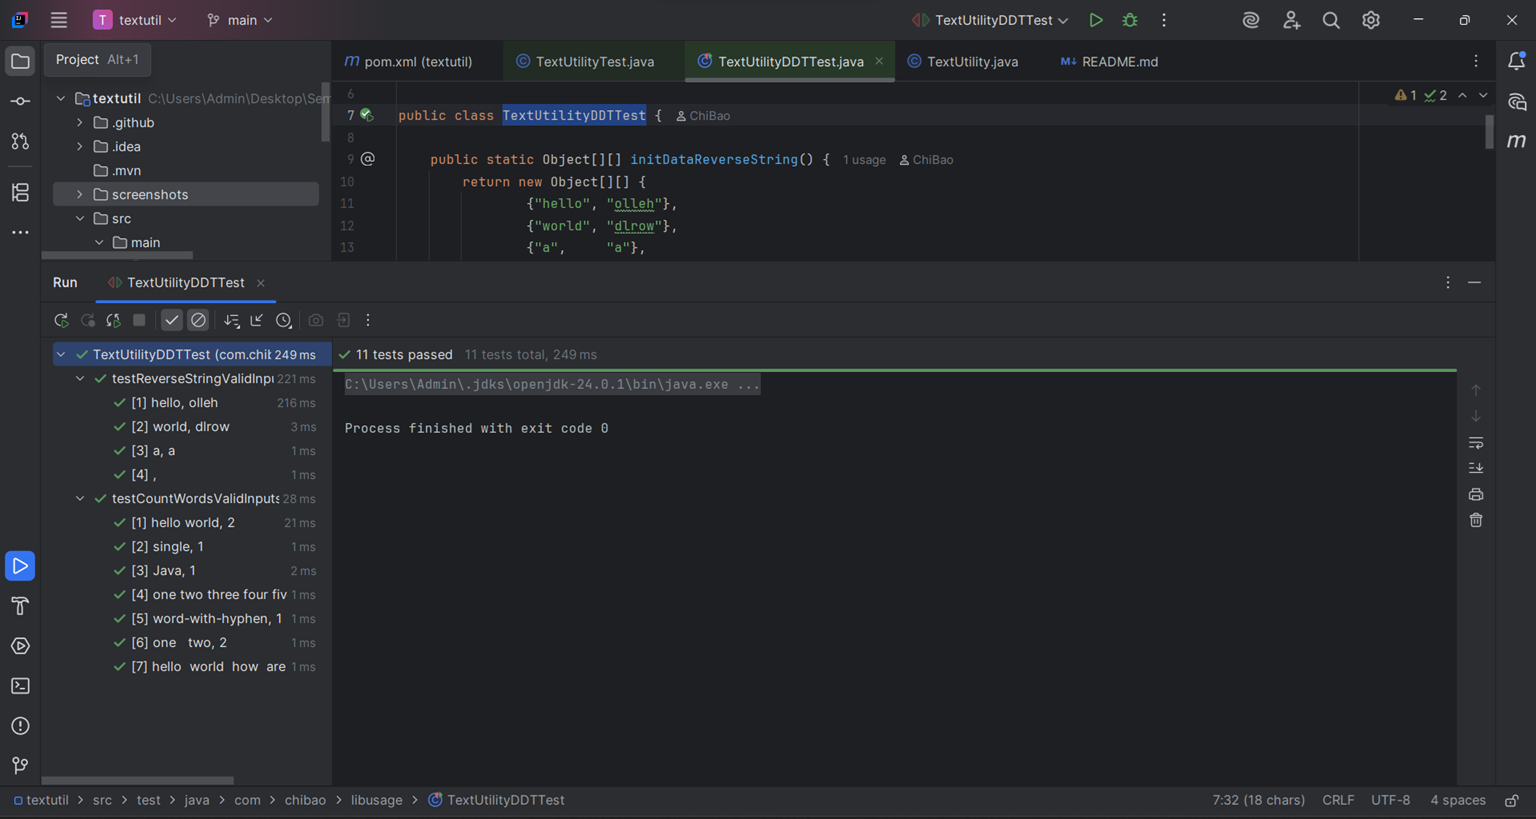 T textutil main TextUtilityDDTTest
Project Alt+1
pom.xml (textutil) TextUtilityTest.java TextUtilityDDTTest.java TextUtility.java README.md
textutil C:\Users\Admin\Desktop\Sem
.github
.idea
.mvn
screenshots
src
main
6
7 public class TextUtilityDDTTest { ChiBao
8
9 public static Object[][] initDataReverseString() { 1 usage ChiBao
10 return new Object[][] {
11 {"hello", "olleh"},
12 {"world", "dlrow"},
13 {"a", "a"},
1 2
Run TextUtilityDDTTest
TextUtilityDDTTest (com.chib 249 ms
testReverseStringValidInpu 221 ms
[1] hello, olleh 216 ms
[2] world, dlrow 3 ms
[3] a, a 1 ms
[4] , 1 ms
testCountWordsValidInputs 28 ms
[1] hello world, 2 21 ms
[2] single, 1 1 ms
[3] Java, 1 2 ms
[4] one two three four fiv 1 ms
[5] word-with-hyphen, 1 1 ms
[6] one   two, 2 1 ms
[7] hello  world  how  are 1 ms
11 tests passed 11 tests total, 249 ms
C:\Users\Admin\.jdks\openjdk-24.0.1\bin\java.exe ...
Process finished with exit code 0
textutil > src > test > java > com > chibao > libusage > TextUtilityDDTTest
7:32 (18 chars) CRLF UTF-8 4 spaces